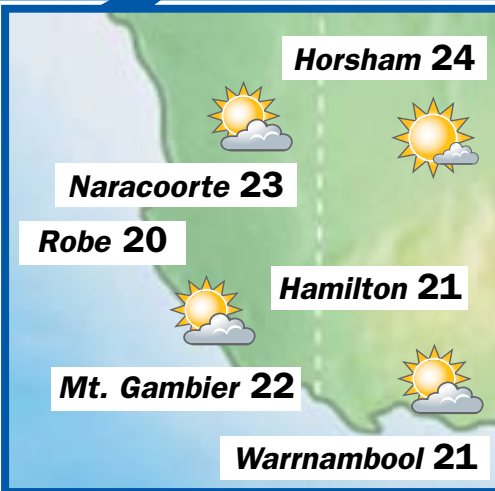 Horsham 24
Naracoorte 23
Robe 20
Hamilton 21
Mt. Gambier 22
Warrnambool 21